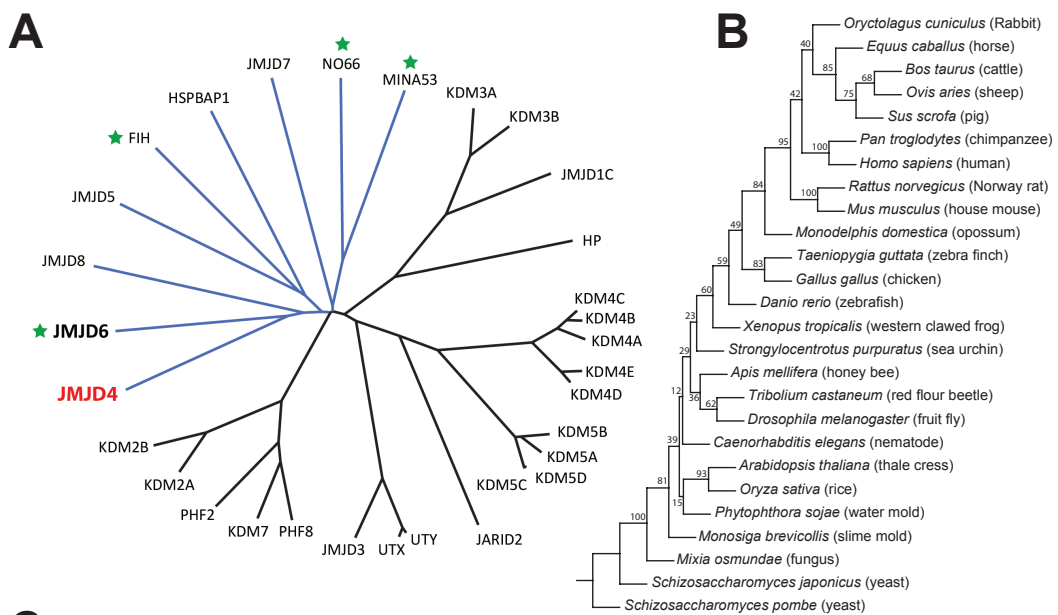 A
JMJD7
NO66
MINA53
HSPBAP1
KDM3A
KDM3B
FIH
JMJD1C
JMJD5
HP
JMJD8
KDM4C
KDM4B
KDM4A
JMJD6
KDM4E
KDM4D
JMJD4
KDM5B
KDM5A
KDM5D
KDM5C
KDM2B
KDM2A
PHF2
KDM7
PHF8
JMJD3
UTX
UTY
JARID2
B
Oryctolagus cuniculus (Rabbit)
40
Equus caballus (horse)
85
Bos taurus (cattle)
68
Ovis aries (sheep)
75
Sus scrofa (pig)
42
Pan troglodytes (chimpanzee)
100
Homo sapiens (human)
95
Rattus norvegicus (Norway rat)
100
Mus musculus (house mouse)
84
Monodelphis domestica (opossum)
49
Taeniopygia guttata (zebra finch)
83
Gallus gallus (chicken)
59
Danio rerio (zebrafish)
60
Xenopus tropicalis (western clawed frog)
23
Strongylocentrotus purpuratus (sea urchin)
29
Apis mellifera (honey bee)
12
36
Tribolium castaneum (red flour beetle)
62
Drosophila melanogaster (fruit fly)
39
Caenorhabditis elegans (nematode)
Arabidopsis thaliana (thale cress)
93
81
Oryza sativa (rice)
15
Phytophthora sojae (water mold)
100
Monosiga brevicollis (slime mold)
Mixia osmundae (fungus)
Schizosaccharomyces japonicus (yeast)
Schizosaccharomyces pombe (yeast)